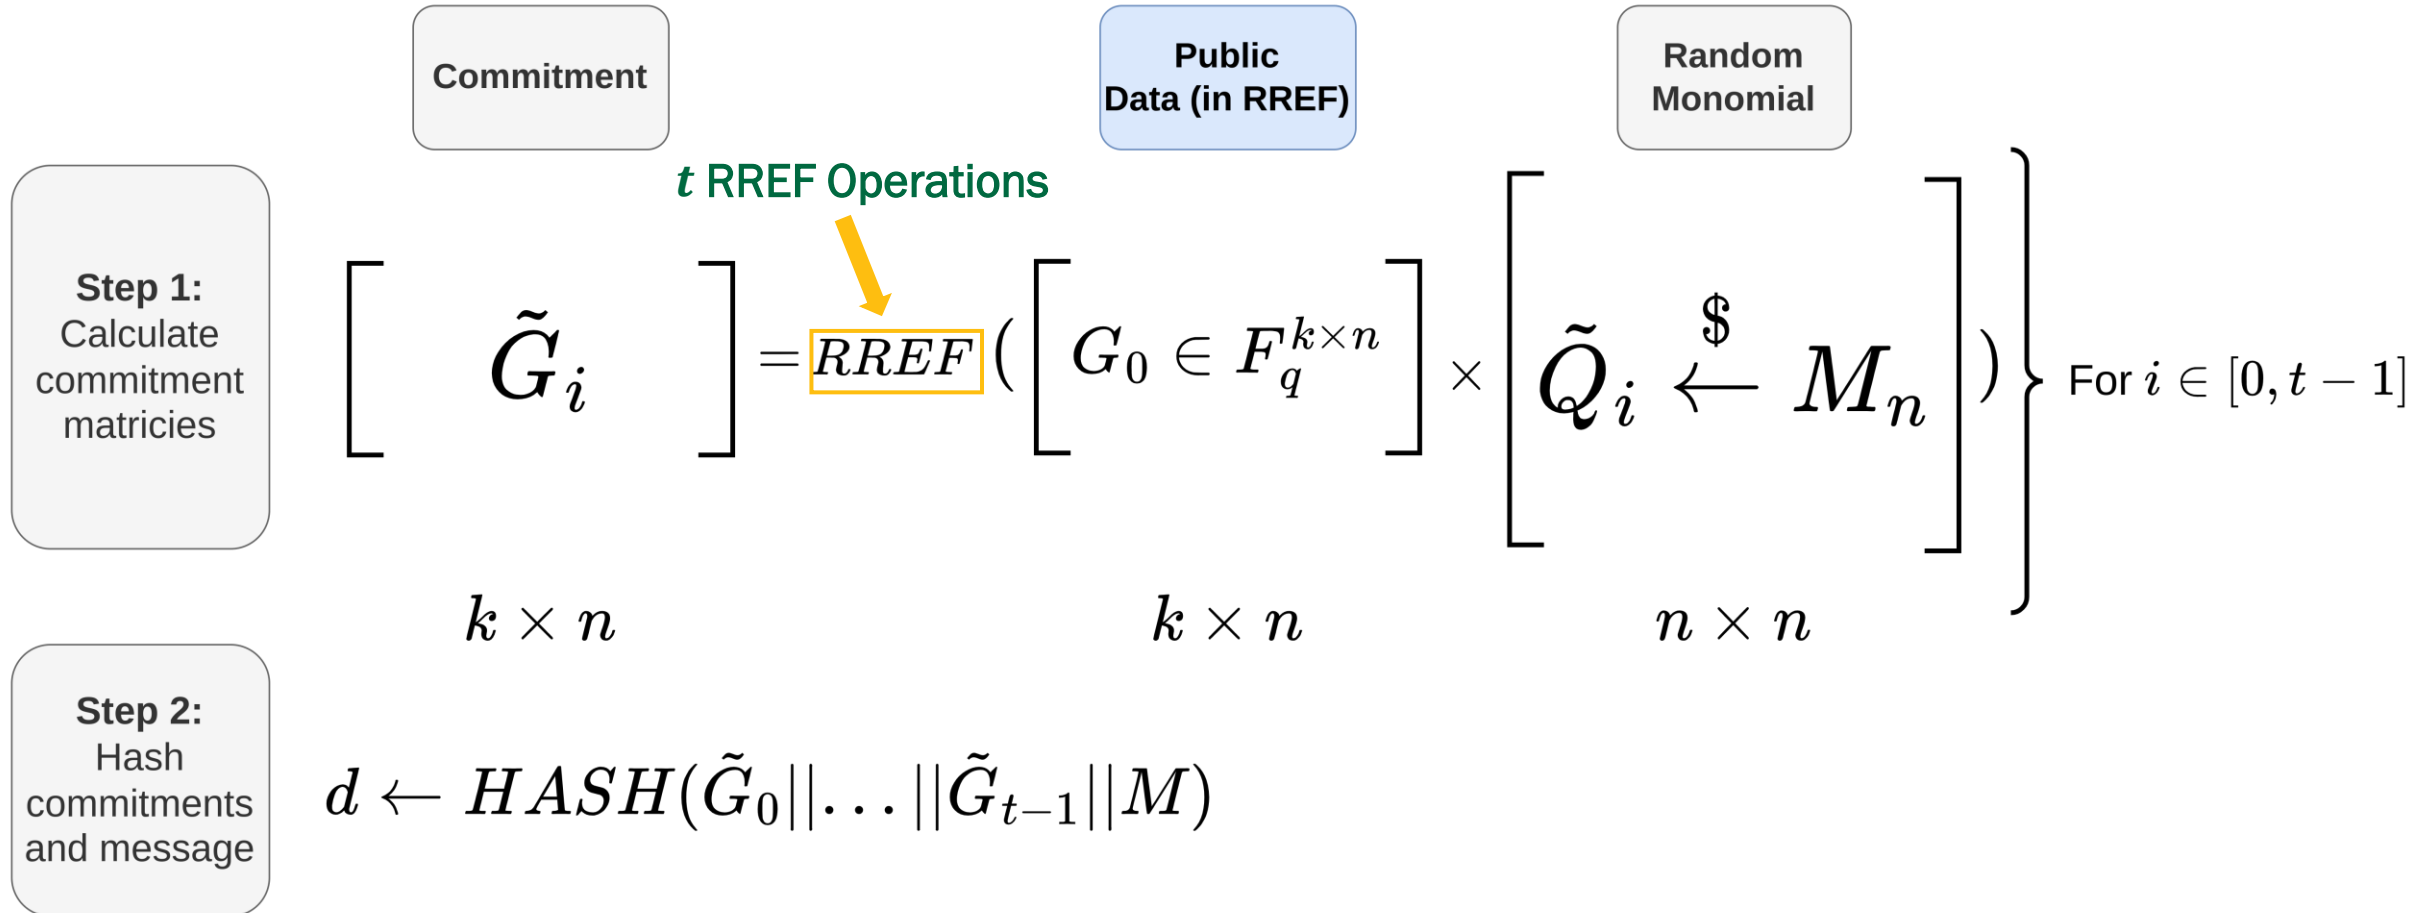 Commitment
Public
Data (in RREF)
Random
Monomial
t RREF Operations
Step 1:
Calculate
commitment
matricies
[ G̃_i ] = RREF ( [ G_0 ∈ F_q^{k×n} ] × [ Q̃_i ←^$ M_n ] ) } For i ∈ [0, t − 1]
k × n
k × n
n × n
Step 2:
Hash
commitments
and message
d ← HASH(G̃_0||...||G̃_{t−1}||M)